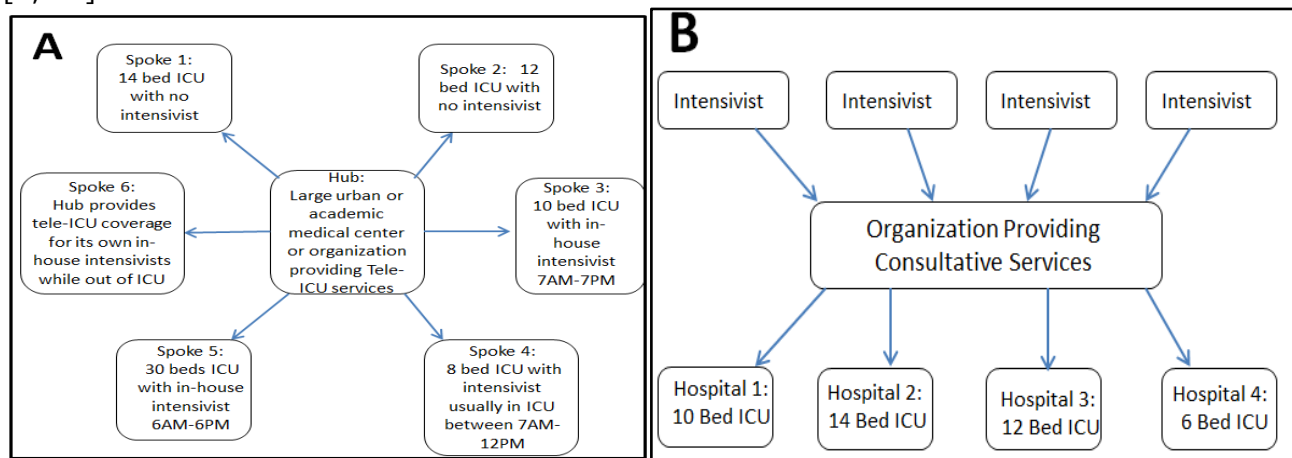 A
Spoke 1:
14 bed ICU
with no
intensivist
Spoke 2: 12
bed ICU with
no intensivist
Spoke 6:
Hub provides
tele-ICU coverage
for its own in-
house intensivists
while out of ICU
Hub:
Large urban or
academic
medical center
or organization
providing Tele-
ICU services
Spoke 3:
10 bed ICU
with in-
house
intensivist
7AM-7PM
Spoke 5:
30 beds ICU
with in-house
intensivist
6AM-6PM
Spoke 4:
8 bed ICU with
intensivist
usually in ICU
between 7AM-
12PM
B
Intensivist
Intensivist
Intensivist
Intensivist
Organization Providing
Consultative Services
Hospital 1:
10 Bed ICU
Hospital 2:
14 Bed ICU
Hospital 3:
12 Bed ICU
Hospital 4:
6 Bed ICU